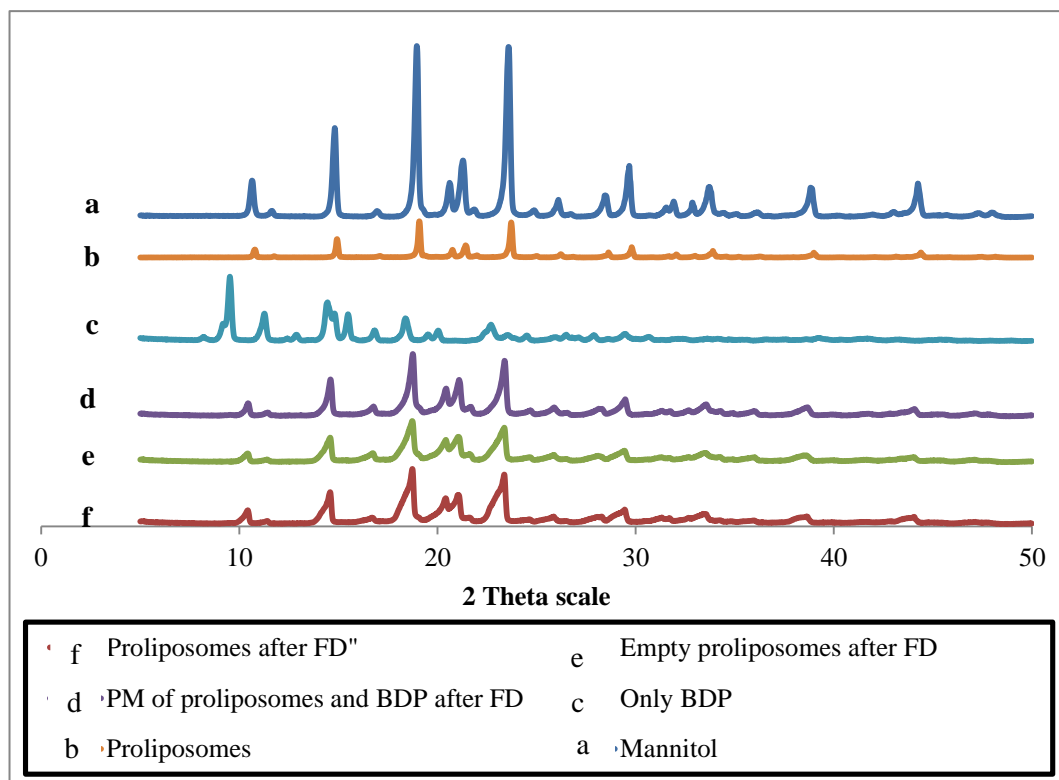 a
b
c
d
e
f
0 10 20 30 40 50
2 Theta scale
f Proliposomes after FD" e Empty proliposomes after FD
d PM of proliposomes and BDP after FD c Only BDP
b Proliposomes a Mannitol